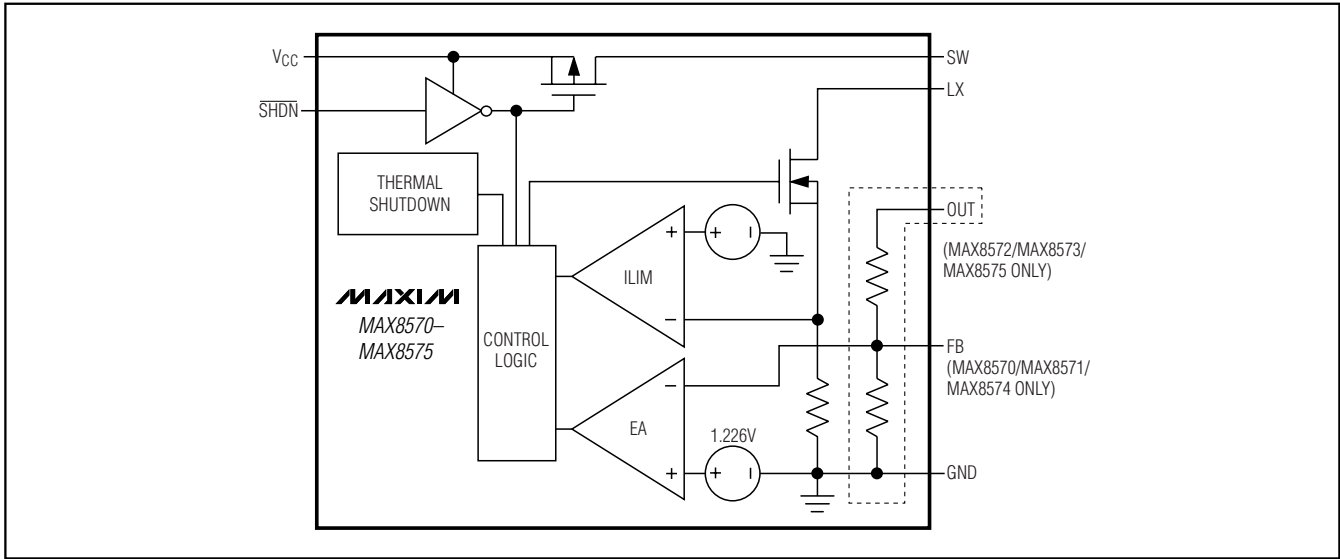 VCC
SW
LX
SHDN
THERMAL
SHUTDOWN
+
+
−
OUT
(MAX8572/MAX8573/
MAX8575 ONLY)
ILIM
MAXIM
MAX8570–
MAX8575
−
CONTROL
LOGIC
FB
(MAX8570/MAX8571/
MAX8574 ONLY)
−
EA
1.226V
+
+
−
GND